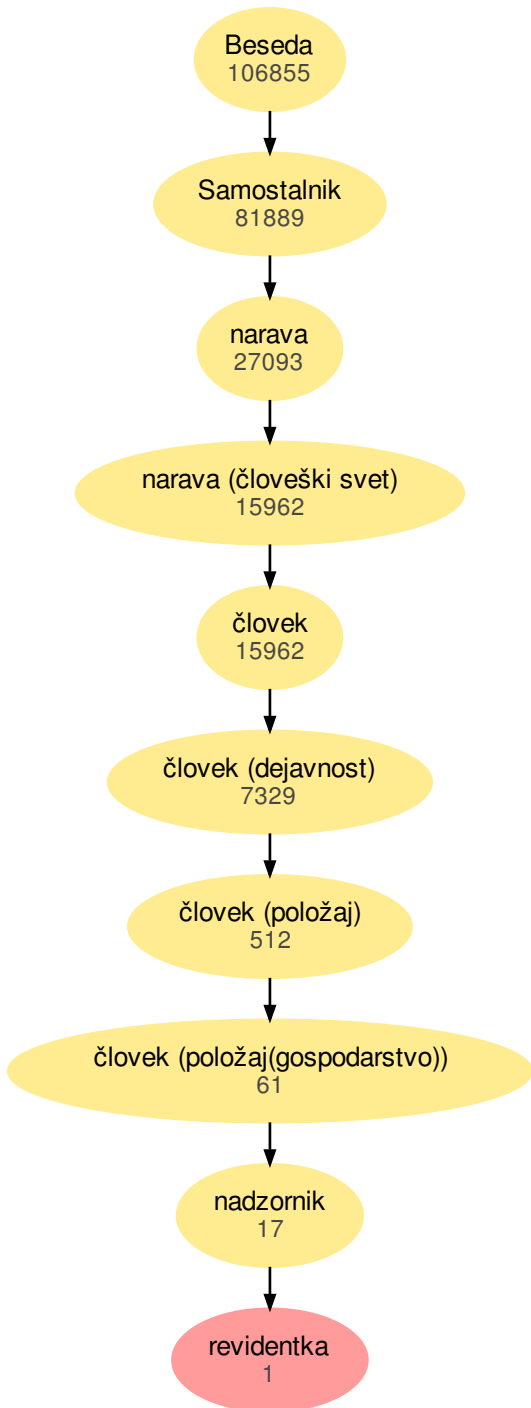 Beseda
106855
Samostalnik
81889
narava
27093
narava (človeški svet)
15962
človek
15962
človek (dejavnost)
7329
človek (položaj)
512
človek (položaj(gospodarstvo))
61
nadzornik
17
revidentka
1